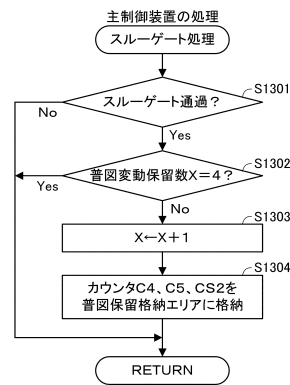 主制御装置の処理
スルーゲート処理
S1301
スルーゲート通過？
No
Yes
S1302
普図変動保留数X＝4？
Yes
No
S1303
X←X＋1
S1304
カウンタC4、C5、CS2を
普図保留格納エリアに格納
RETURN